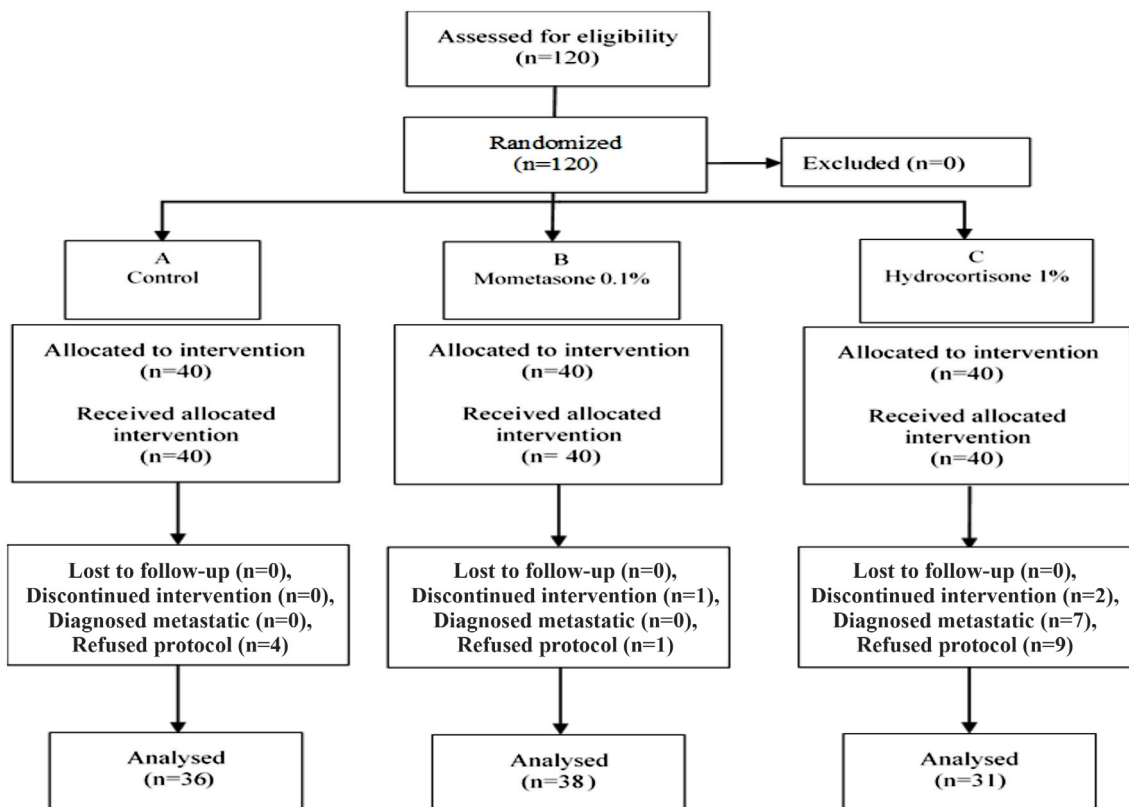 Assessed for eligibility
(n=120)
Randomized
(n=120)
Excluded (n=0)
A
Control
B
Mometasone 0.1%
C
Hydrocortisone 1%
Allocated to intervention
(n=40)
Received allocated
intervention
(n=40)
Allocated to intervention
(n=40)
Received allocated
intervention
(n= 40)
Allocated to intervention
(n=40)
Received allocated
intervention
(n=40)
Lost to follow-up (n=0),
Discontinued intervention (n=0),
Diagnosed metastatic (n=0),
Refused protocol (n=4)
Lost to follow-up (n=0),
Discontinued intervention (n=1),
Diagnosed metastatic (n=0),
Refused protocol (n=1)
Lost to follow-up (n=0),
Discontinued intervention (n=2),
Diagnosed metastatic (n=7),
Refused protocol (n=9)
Analysed
(n=36)
Analysed
(n=38)
Analysed
(n=31)